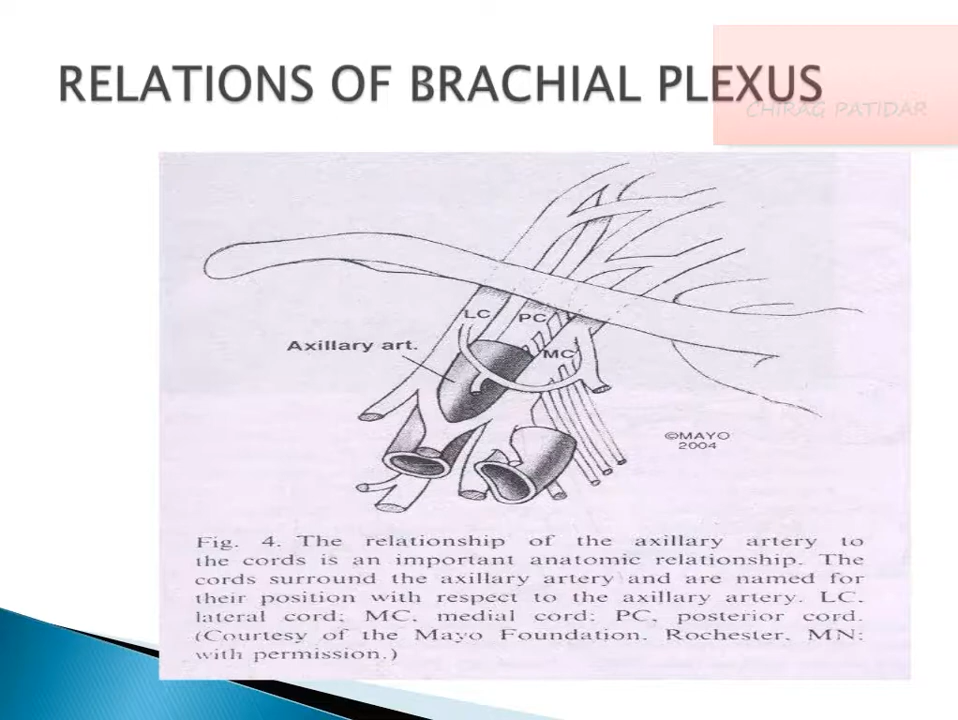 RELATIONS OF BRACHIAL PLEXUS
CHIRAG PATIDAR
LC
PC
Axillary art.
MC
©MAYO
2004
Fig. 4. The relationship of the axillary artery to
the cords is an important anatomic relationship. The
cords surround the axillary artery and are named for
their position with respect to the axillary artery. LC,
lateral cord; MC, medial cord; PC, posterior cord.
(Courtesy of the Mayo Foundation, Rochester, MN;
with permission.)